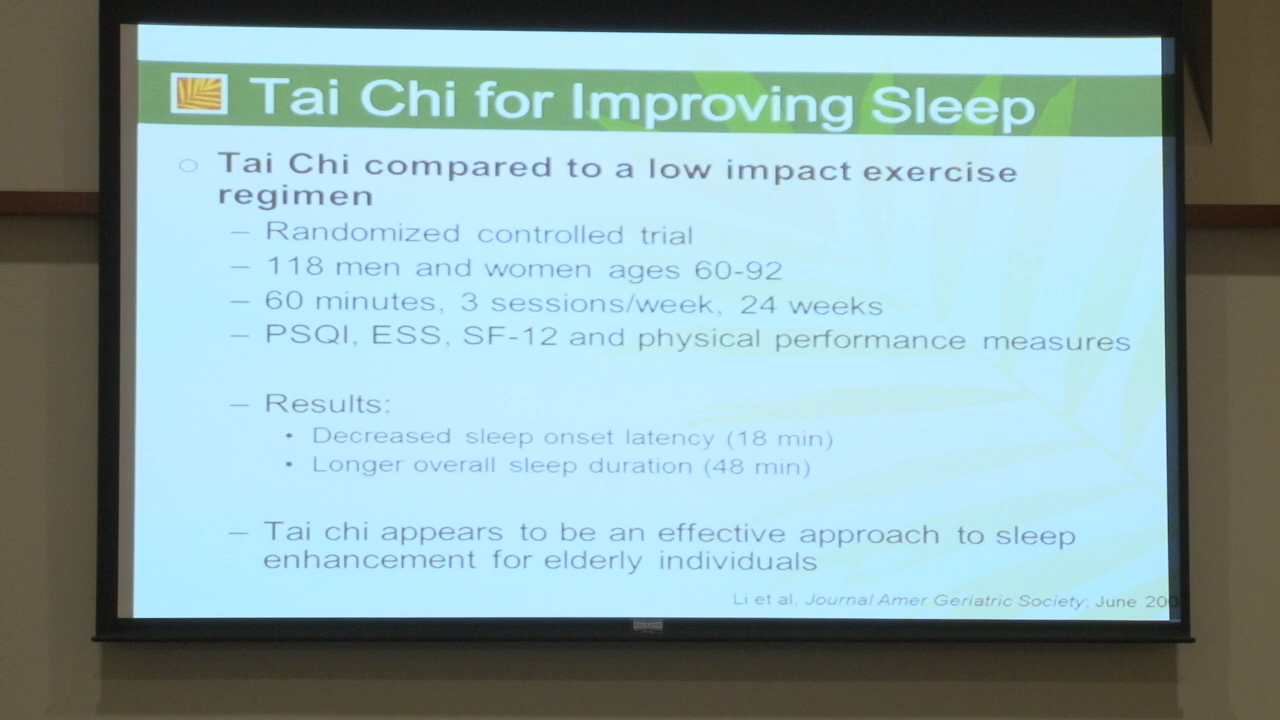 Tai Chi for Improving Sleep
Tai Chi compared to a low impact exercise
regimen
– Randomized controlled trial
– 118 men and women ages 60-92
– 60 minutes, 3 sessions/week, 24 weeks
– PSQI, ESS, SF-12 and physical performance measures
– Results:
• Decreased sleep onset latency (18 min)
• Longer overall sleep duration (48 min)
– Tai chi appears to be an effective approach to sleep
enhancement for elderly individuals
Li et al, Journal Amer Geriatric Society, June